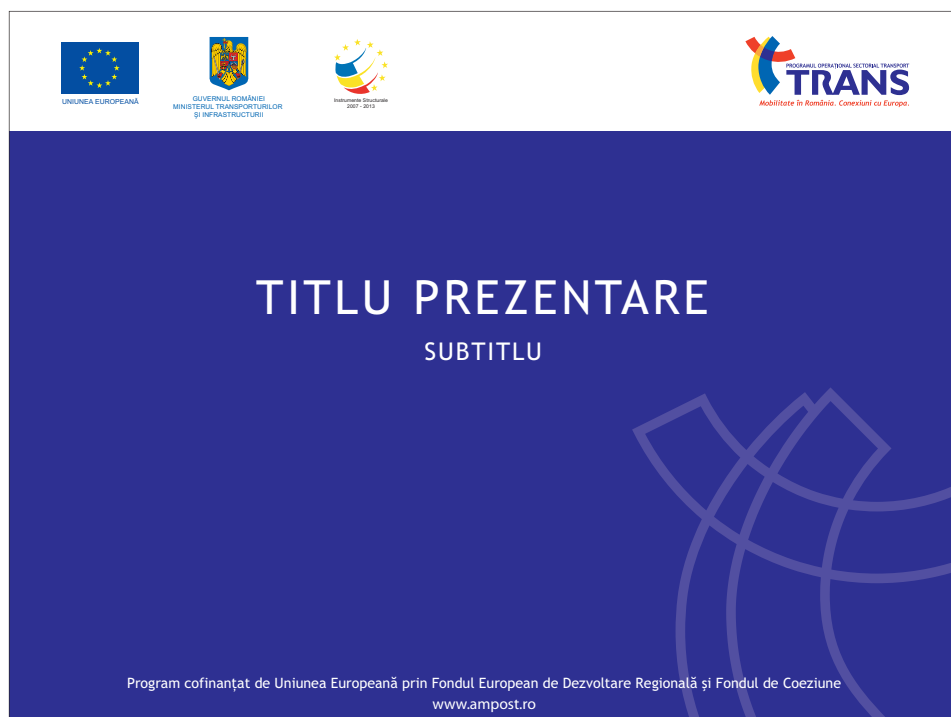 UNIUNEA EUROPEANĂ
GUVERNUL ROMÂNIEI
MINISTERUL TRANSPORTURILOR
ŞI INFRASTRUCTURII
Instrumente Structurale
2007 - 2013
PROGRAMUL OPERAŢIONAL SECTORIAL TRANSPORT
TRANS
Mobilitate în România. Conexiuni cu Europa.
TITLU PREZENTARE
SUBTITLU
Program cofinanţat de Uniunea Europeană prin Fondul European de Dezvoltare Regională şi Fondul de Coeziune
www.ampost.ro